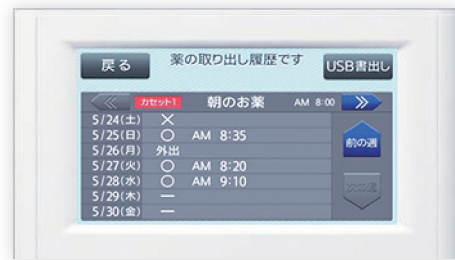 戻る 薬の取り出し履歴です USB書出し
カセット1 朝のお薬 AM 8:00
5/24(土) ×
5/25(日) ○ AM 8:35
5/26(月) 外出
5/27(火) ○ AM 8:20
5/28(水) ○ AM 9:10
5/29(木) ー
5/30(金) ー
前の週
次の週